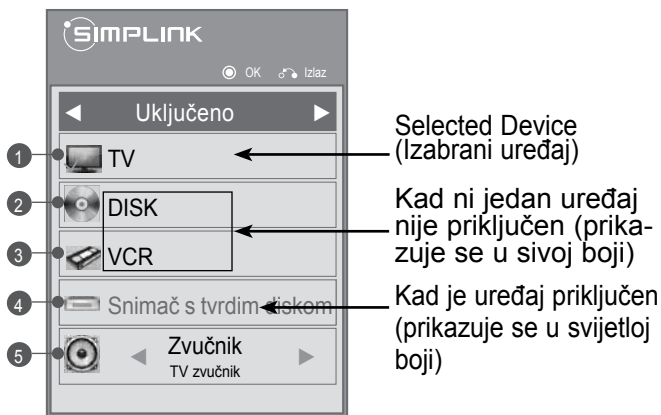 SIMPLINK
OK Izlaz
◀ Uključeno ▶
1 TV
2 DISK
3 VCR
4 Snimač s tvrdim diskom
5 ◀ Zvučnik ▶
TV zvučnik
Selected Device
(Izabrani uređaj)
Kad ni jedan uređaj
nije priključen (prika-
zuje se u sivoj boji)
Kad je uređaj priključen
(prikazuje se u svijetloj
boji)